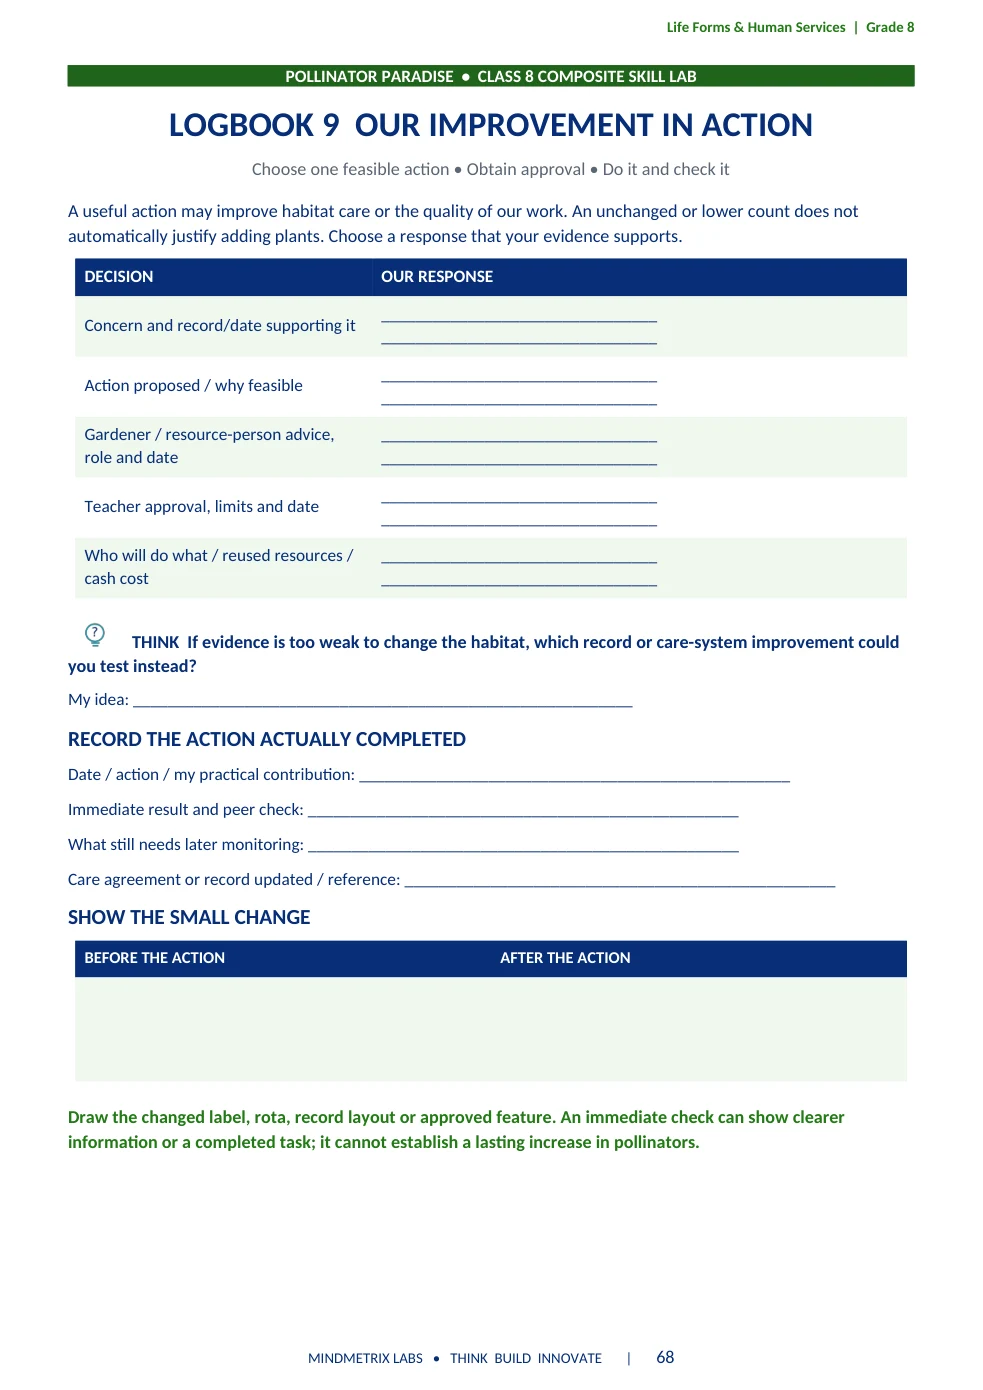 Life Forms & Human Services | Grade 8
POLLINATOR PARADISE ● CLASS 8 COMPOSITE SKILL LAB
LOGBOOK 9 OUR IMPROVEMENT IN ACTION
Choose one feasible action • Obtain approval • Do it and check it
A useful action may improve habitat care or the quality of our work. An unchanged or lower count does not
automatically justify adding plants. Choose a response that your evidence supports.
DECISION OUR RESPONSE
Concern and record/date supporting it
Action proposed / why feasible
Gardener / resource-person advice,
role and date
Teacher approval, limits and date
Who will do what / reused resources /
cash cost
? THINK If evidence is too weak to change the habitat, which record or care-system improvement could
you test instead?
My idea: ____
RECORD THE ACTION ACTUALLY COMPLETED
Date / action / my practical contribution: ____
Immediate result and peer check: ____
What still needs later monitoring: ____
Care agreement or record updated / reference: ____
SHOW THE SMALL CHANGE
BEFORE THE ACTION AFTER THE ACTION
Draw the changed label, rota, record layout or approved feature. An immediate check can show clearer
information or a completed task; it cannot establish a lasting increase in pollinators.
MINDMETRIX LABS ● THINK BUILD INNOVATE | 68